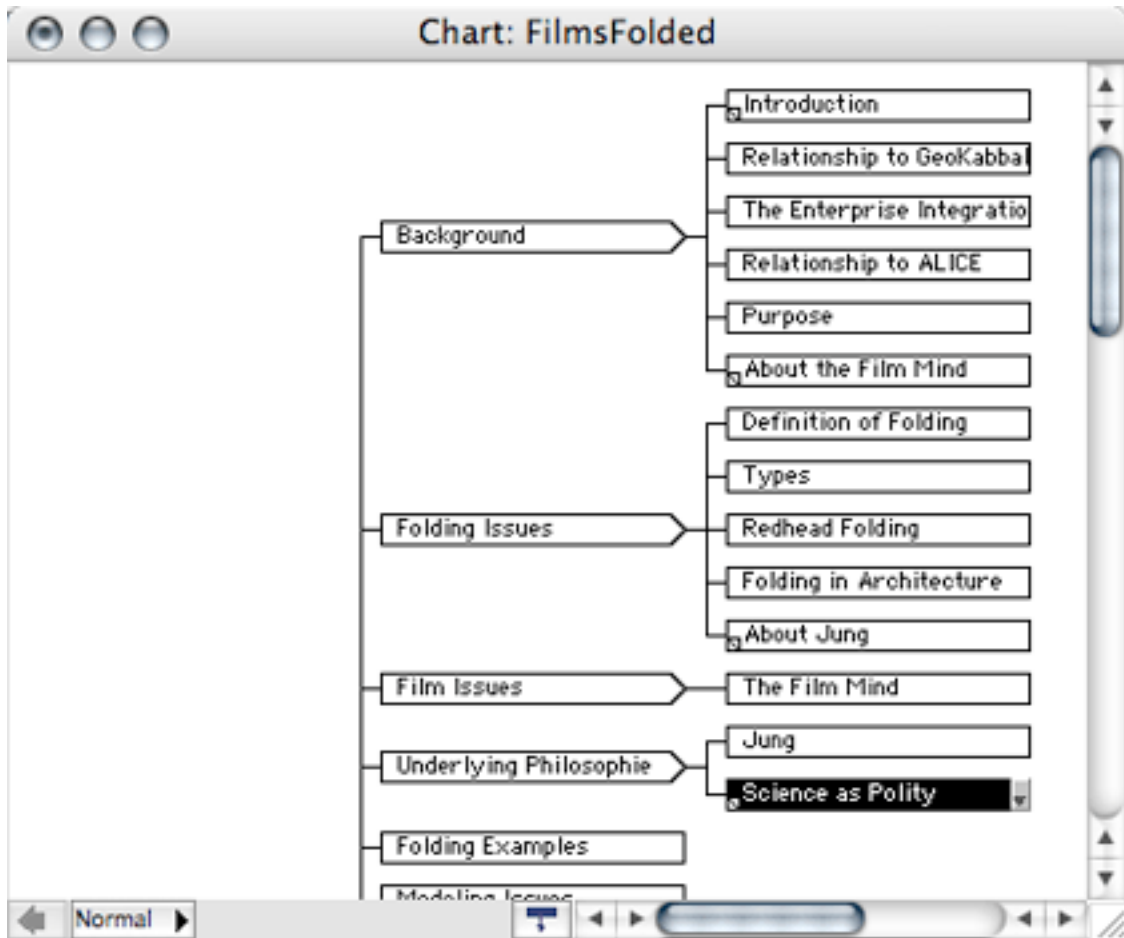 Chart: FilmsFolded
Background
Introduction
Relationship to GeoKabbal
The Enterprise Integratio
Relationship to ALICE
Purpose
About the Film Mind
Folding Issues
Definition of Folding
Types
Redhead Folding
Folding in Architecture
About Jung
Film Issues
The Film Mind
Underlying Philosophie
Jung
Science as Polity
Folding Examples
Modeling Issues
Normal